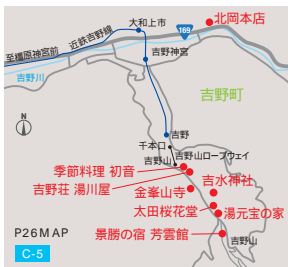 北岡本店
169
大和上市
近鉄吉野線
至橿原神宮前
吉野神宮
吉野川
吉野町
N
吉野
千本口
吉野山ロープウェイ
吉野山
季節料理 初音
吉野荘 湯川屋
金峯山寺
吉水神社
太田桜花堂
湯元宝の家
景勝の宿 芳雲館
吉野山
P26MAP
C-5